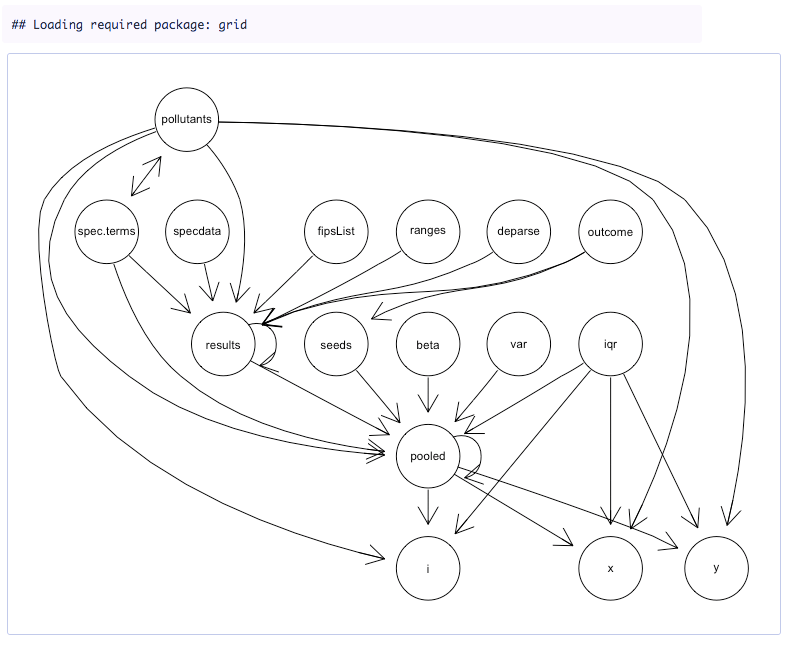 ## Loading required package: grid
pollutants
spec.terms
specdata
fipsList
ranges
deparse
outcome
results
seeds
beta
var
iqr
pooled
i
x
y